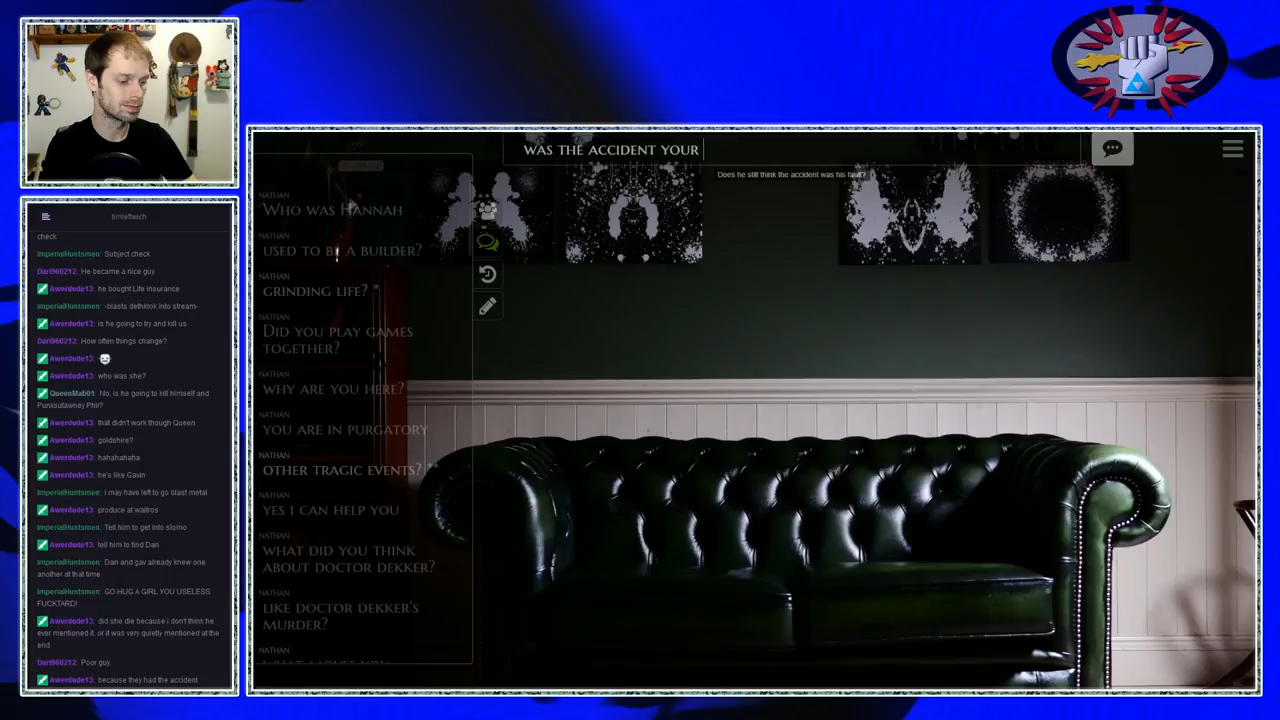 WAS THE ACCIDENT YOUR
Does he still think the accident was his fault?
NATHAN
WHO WAS HANNAH
NATHAN
USED TO BE A BUILDER?
NATHAN
GRINDING LIFE? *
NATHAN
DID YOU PLAY GAMES
TOGETHER?
NATHAN
WHY ARE YOU HERE?
NATHAN
YOU ARE IN PURGATORY
NATHAN
OTHER TRAGIC EVENTS? *
NATHAN
YES I CAN HELP YOU
NATHAN
WHAT DID YOU THINK
ABOUT DOCTOR DEKKER?
NATHAN
LIKE DOCTOR DEKKER'S
MURDER?
NATHAN
check
ImperialHuntsmen: Subject check
Dari960212: He became a nice guy
Awerdude13: he bought Life insurance
ImperialHuntsmen: -blasts dethklok into stream-
Awerdude13: is he going to try and kill us
Dari960212: How often things change?
Awerdude13:
Awerdude13: who was she?
QueenMab01: No, is he going to kill himself and
Punxsutawney Phil?
Awerdude13: that didn't work though Queen
Awerdude13: goldshire?
Awerdude13: hahahahaha
Awerdude13: he's like Gavin
ImperialHuntsmen: I may have left to go blast metal
Awerdude13: produce at waitros
ImperialHuntsmen: Tell him to get into slomo
Awerdude13: tell him to find Dan
ImperialHuntsmen: Dan and gav already knew one
another at that time
ImperialHuntsmen: GO HUG A GIRL YOU USELESS
FUCKTARD!
Awerdude13: did she die because i don't think he
ever mentioned it. or it was very quietly mentioned at the
end
Dari960212: Poor guy.
Awerdude13: because they had the accident